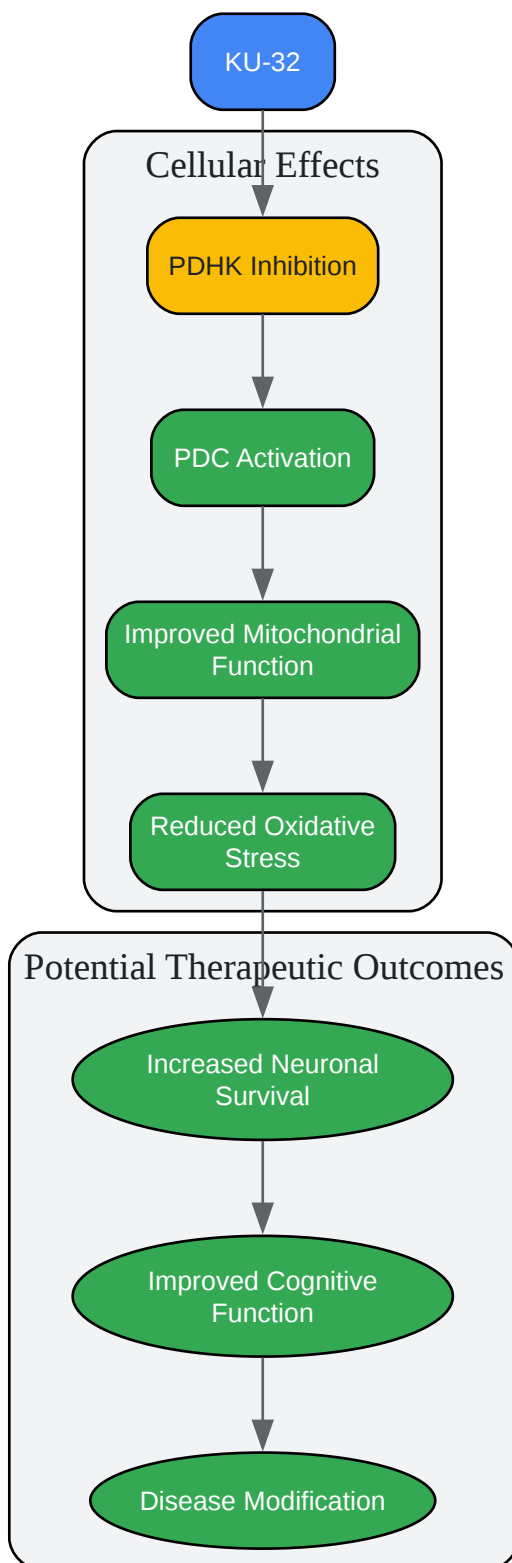 KU-32
Cellular Effects
PDHK Inhibition
PDC Activation
Improved Mitochondrial
Function
Reduced Oxidative
Stress
Potential Therapeutic Outcomes
Increased Neuronal
Survival
Improved Cognitive
Function
Disease Modification